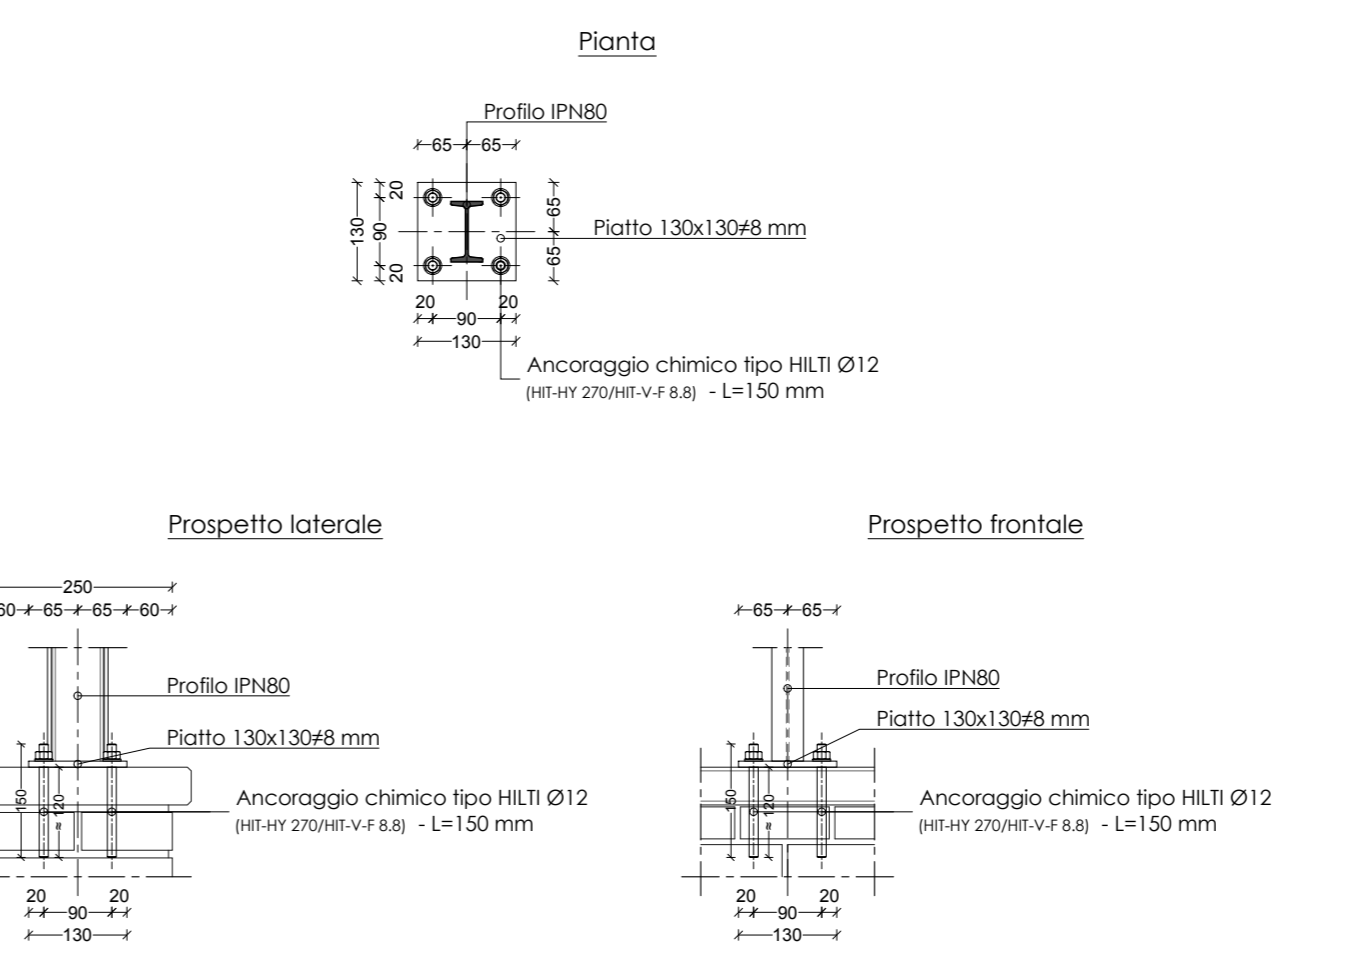 Pianta
Profilo IPN80
65 65
20
130 90 65
Piatto 130x130≠8 mm
65
20
20 20
90
130
Ancoraggio chimico tipo HILTI Ø12
(HIT-HY 270/HIT-V-F 8.8) - L=150 mm
Prospetto laterale
250
60 65 65 60
Profilo IPN80
Piatto 130x130≠8 mm
150 ≈ 120
Ancoraggio chimico tipo HILTI Ø12
(HIT-HY 270/HIT-V-F 8.8) - L=150 mm
20 20
90
130
Prospetto frontale
65 65
Profilo IPN80
Piatto 130x130≠8 mm
150 ≈ 120
Ancoraggio chimico tipo HILTI Ø12
(HIT-HY 270/HIT-V-F 8.8) - L=150 mm
20 20
90
130